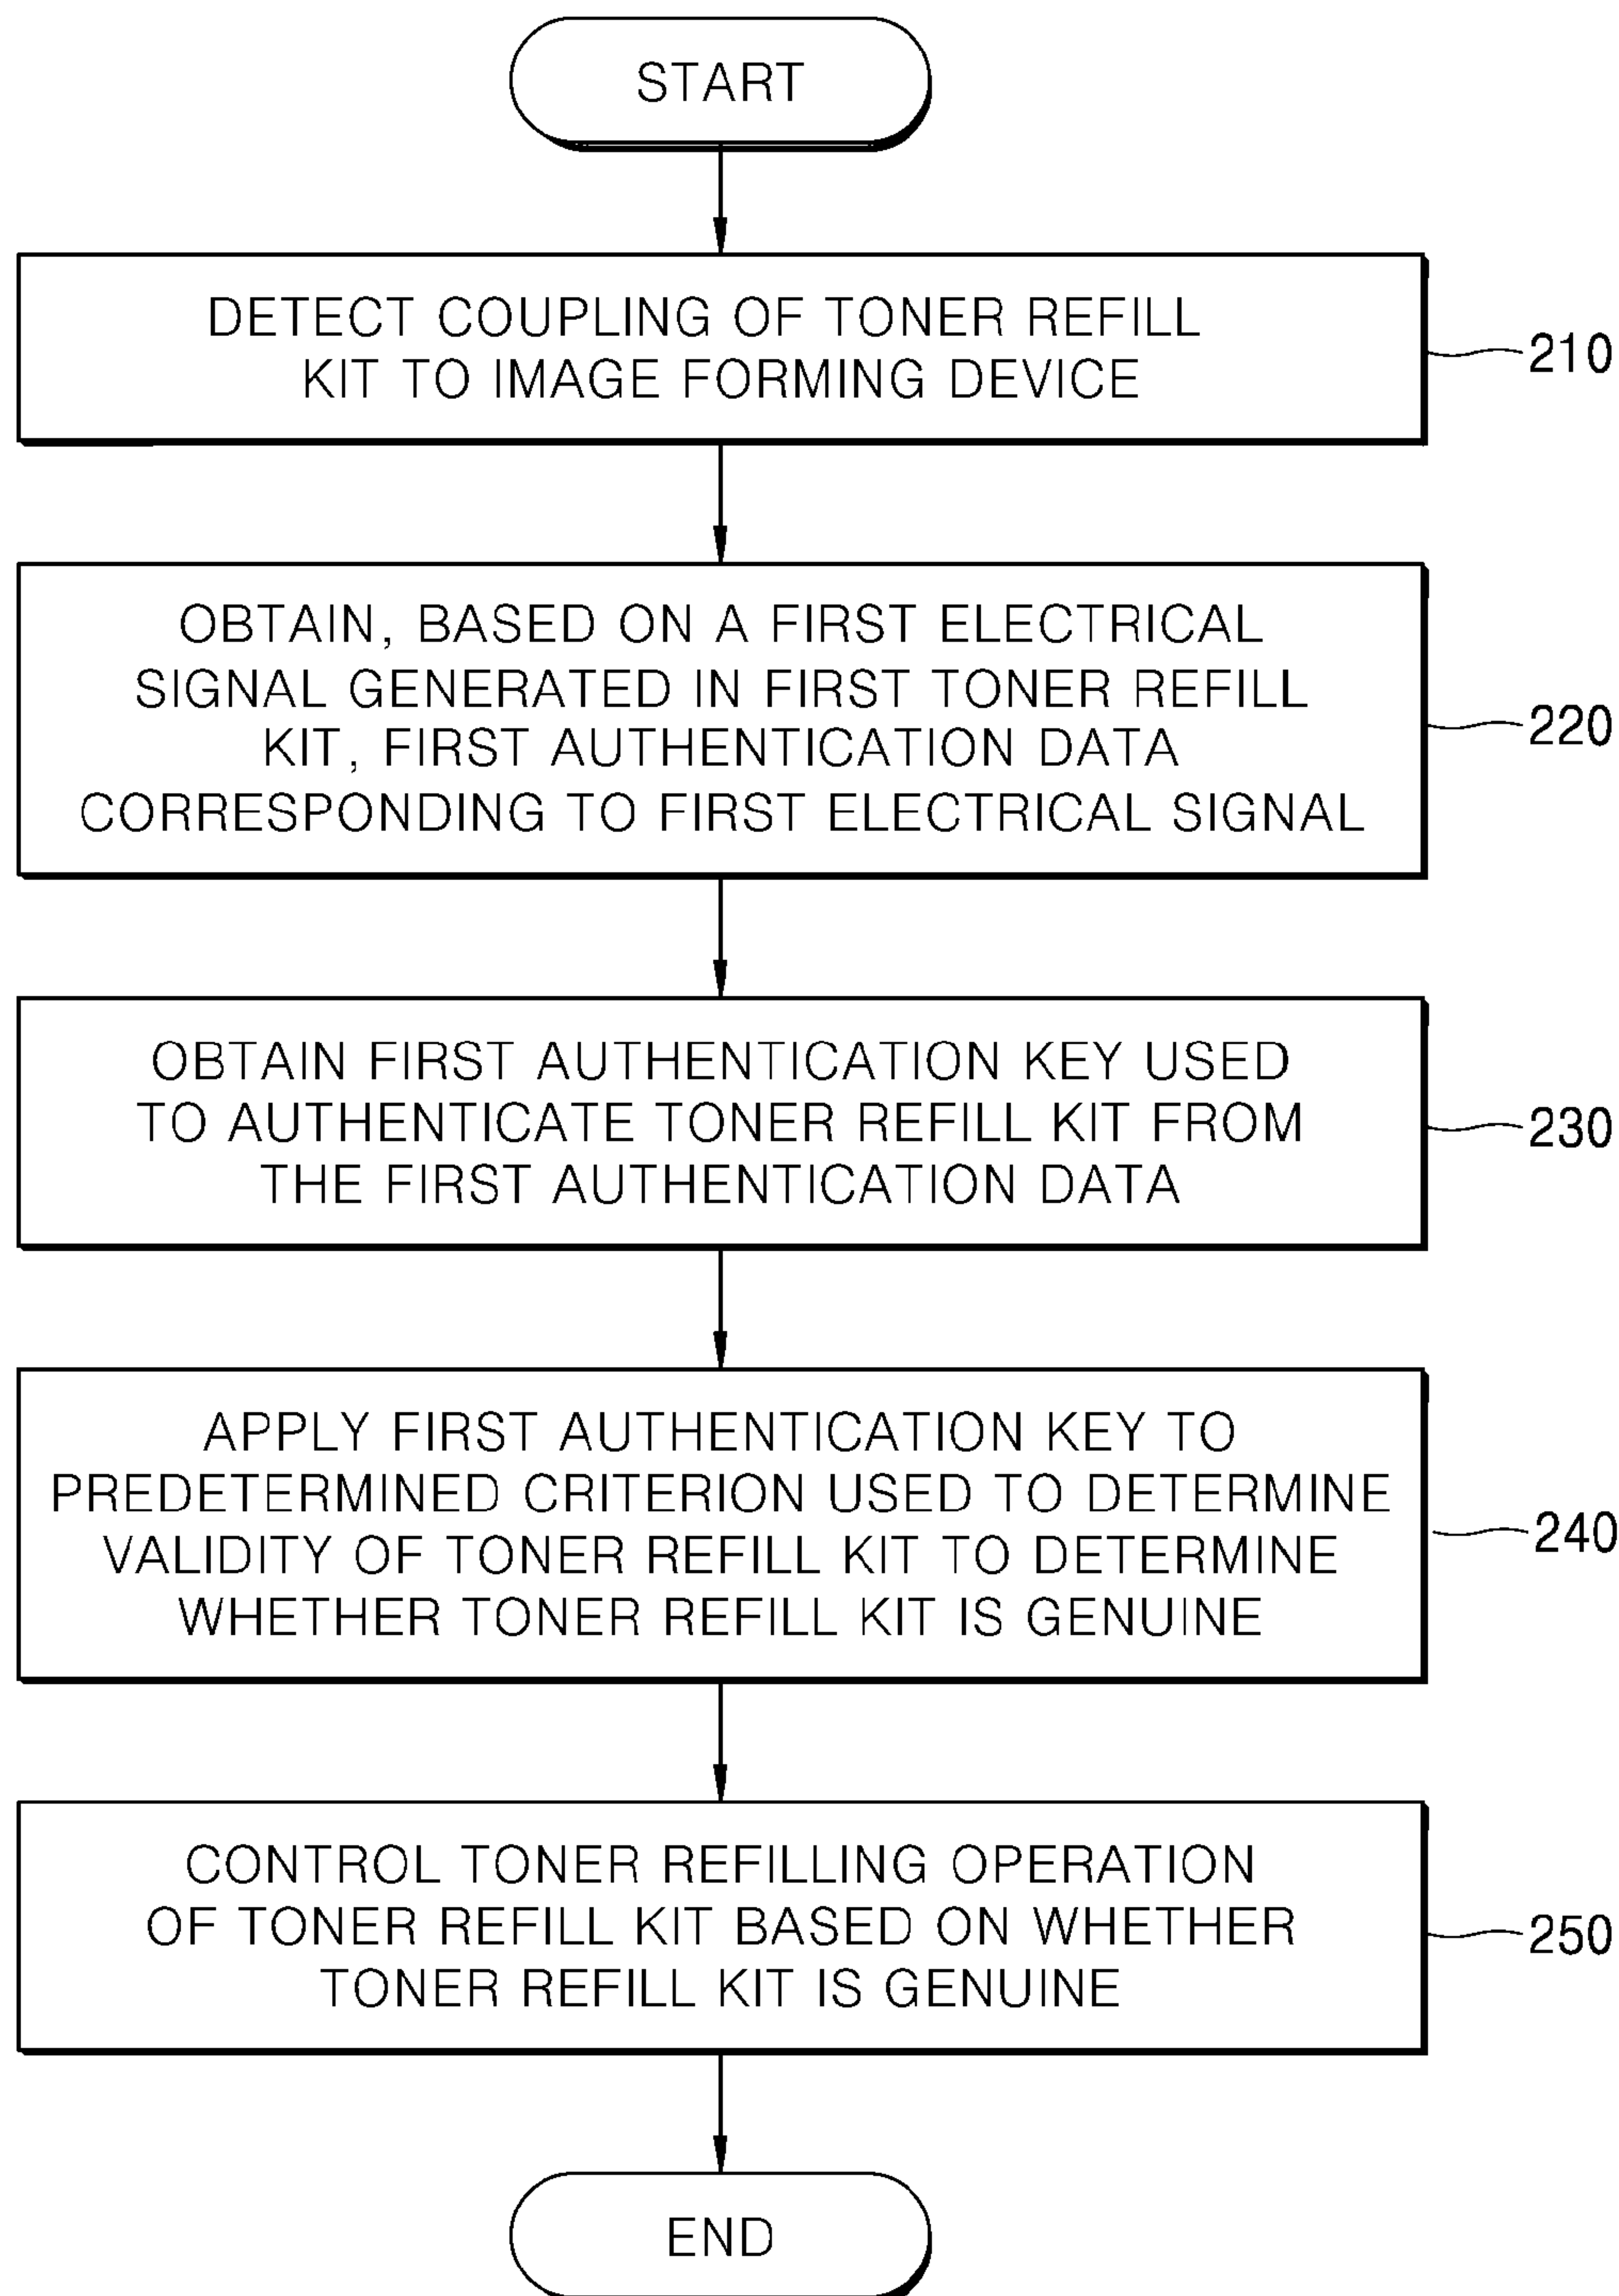 START
DETECT COUPLING OF TONER REFILL
KIT TO IMAGE FORMING DEVICE
210
OBTAIN, BASED ON A FIRST ELECTRICAL
SIGNAL GENERATED IN FIRST TONER REFILL
KIT, FIRST AUTHENTICATION DATA
CORRESPONDING TO FIRST ELECTRICAL SIGNAL
220
OBTAIN FIRST AUTHENTICATION KEY USED
TO AUTHENTICATE TONER REFILL KIT FROM
THE FIRST AUTHENTICATION DATA
230
APPLY FIRST AUTHENTICATION KEY TO
PREDETERMINED CRITERION USED TO DETERMINE
VALIDITY OF TONER REFILL KIT TO DETERMINE
WHETHER TONER REFILL KIT IS GENUINE
240
CONTROL TONER REFILLING OPERATION
OF TONER REFILL KIT BASED ON WHETHER
TONER REFILL KIT IS GENUINE
250
END